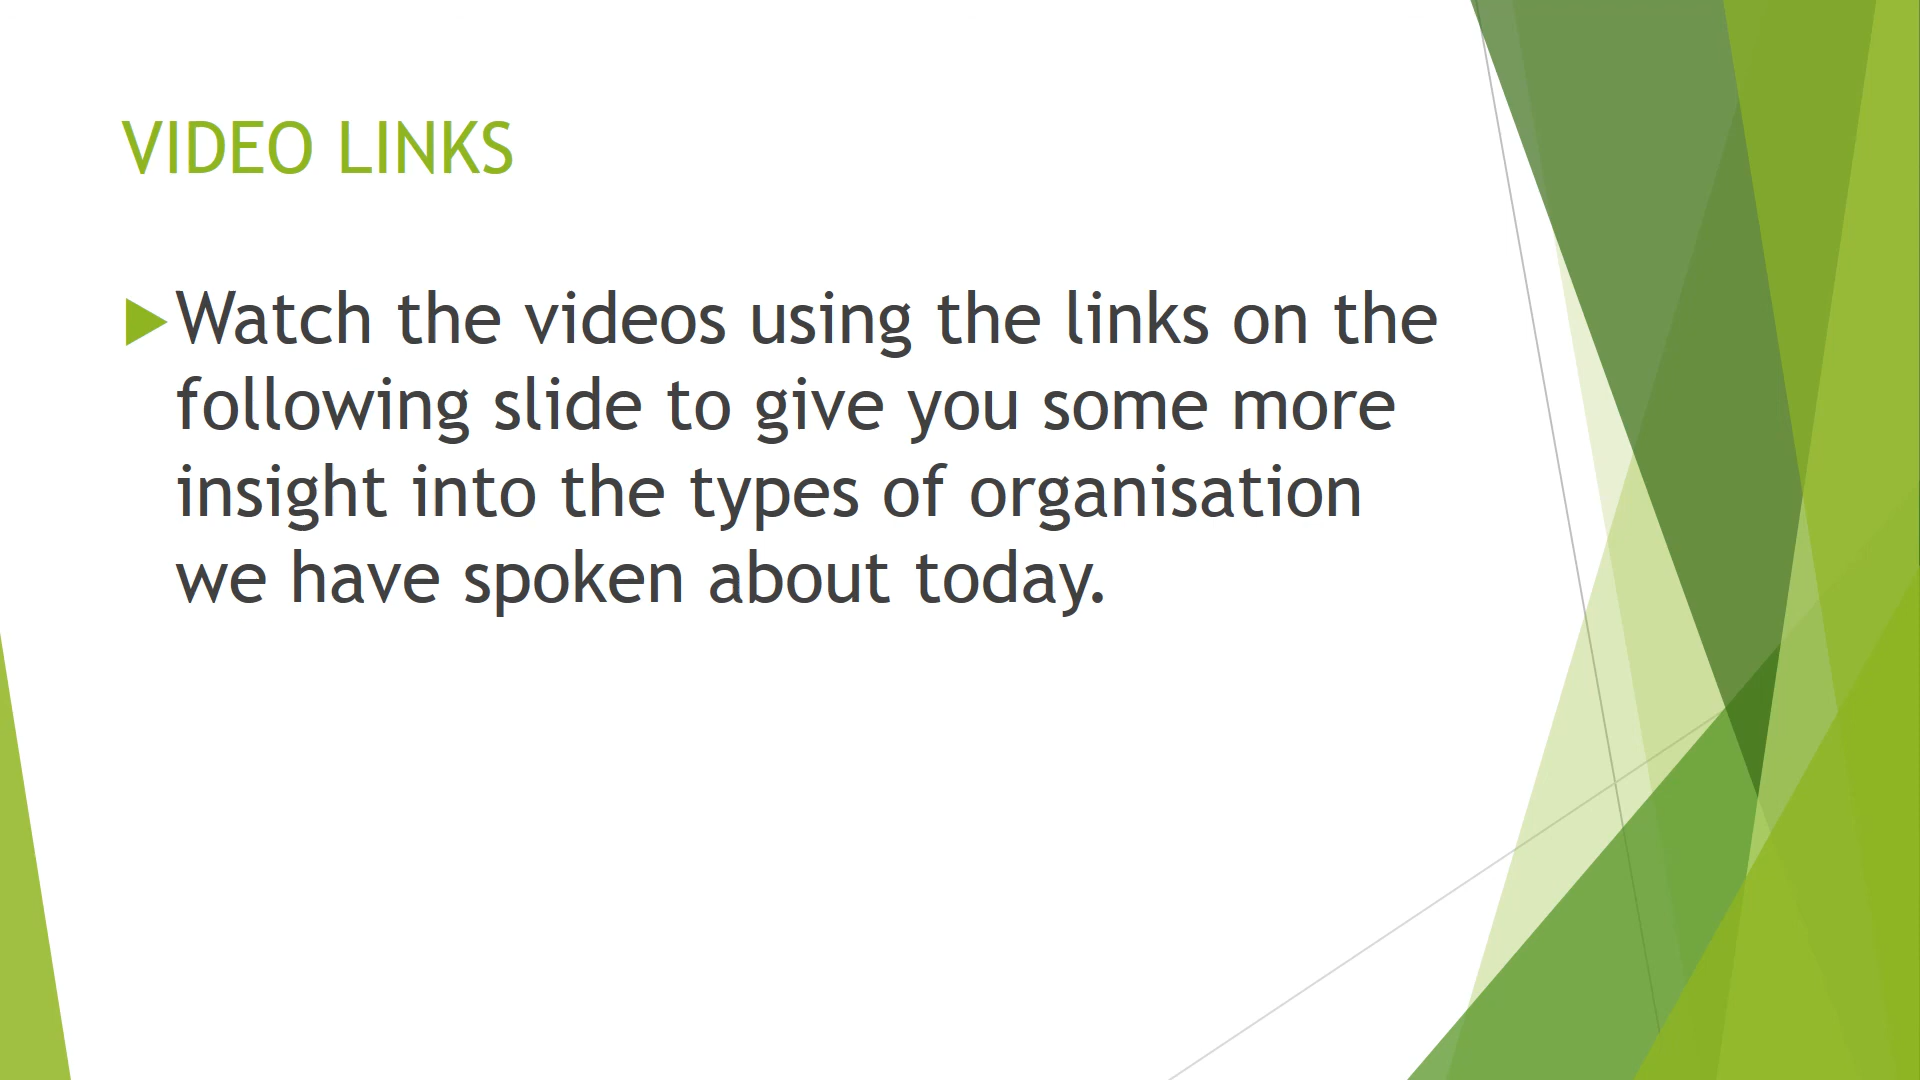 VIDEO LINKS
Watch the videos using the links on the
following slide to give you some more
insight into the types of organisation
we have spoken about today.